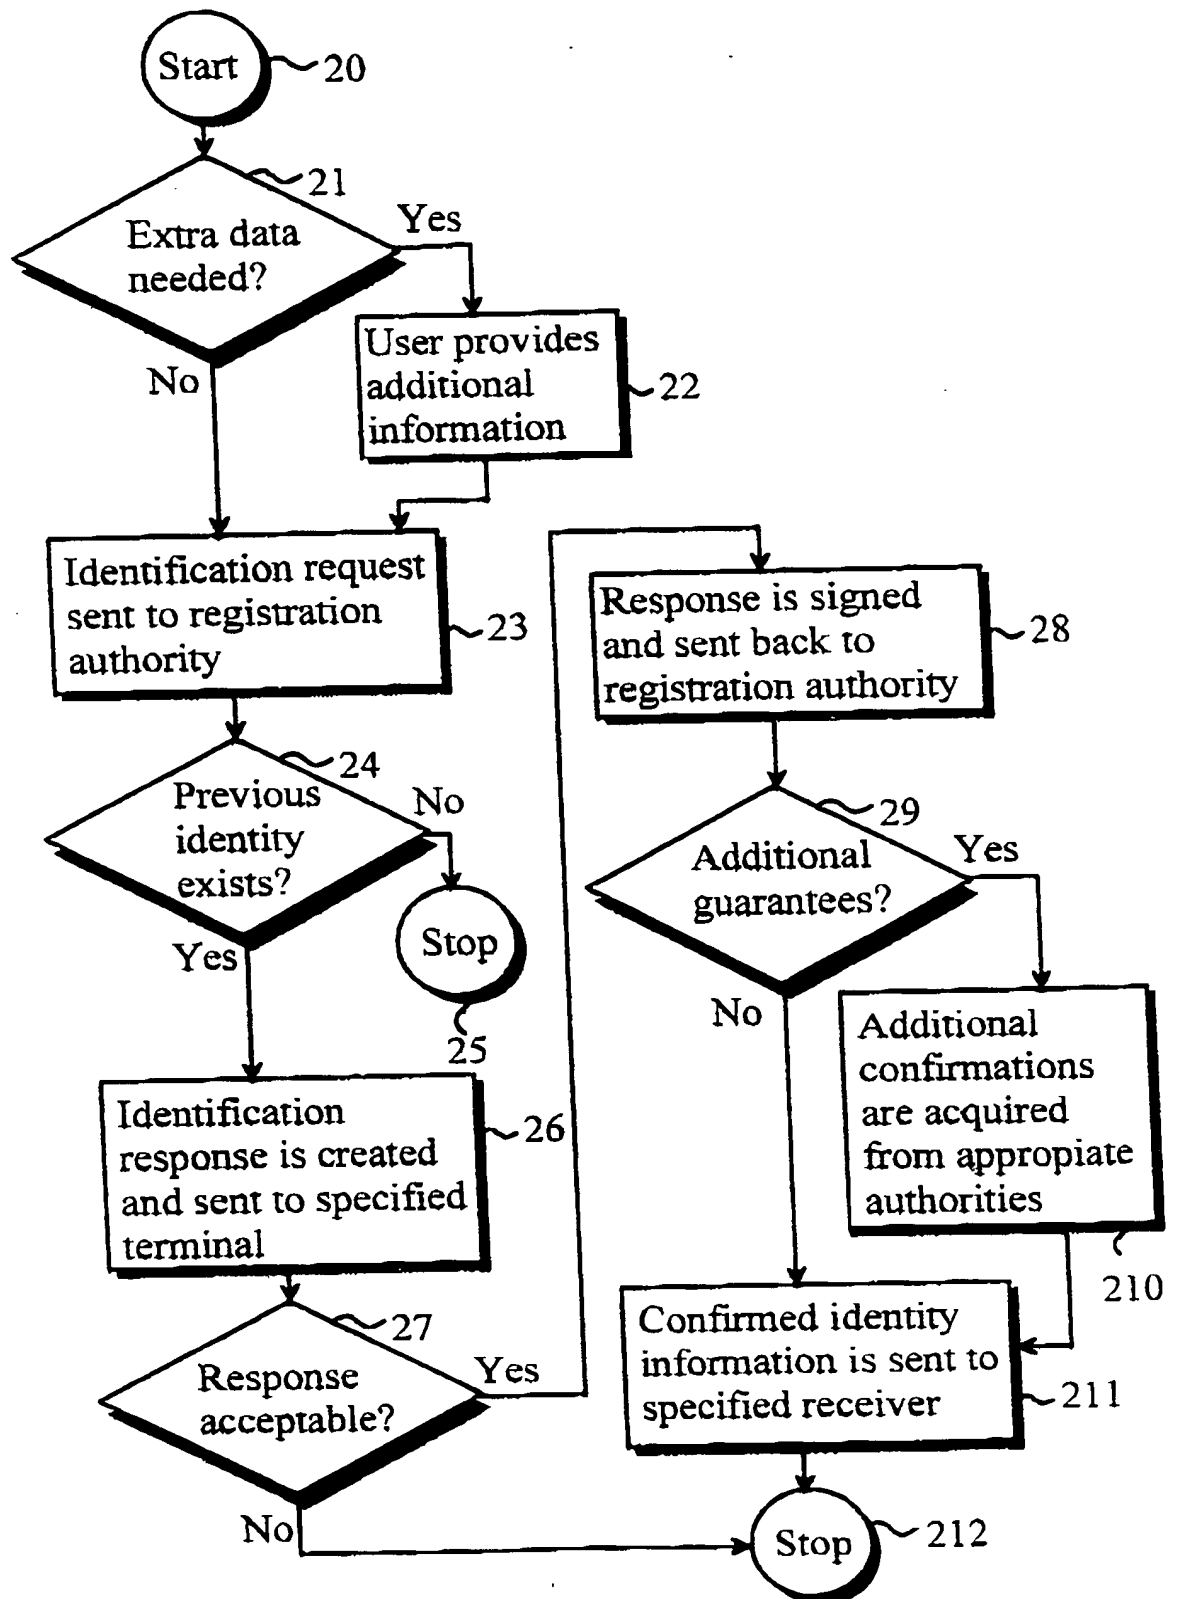 Start
20
21
Extra data
needed?
Yes
No
User provides
additional
information
22
Identification request
sent to registration
authority
23
24
Previous
identity
exists?
No
Yes
Stop
25
Identification
response is created
and sent to specified
terminal
26
27
Response
acceptable?
Yes
No
Response is signed
and sent back to
registration authority
28
29
Additional
guarantees?
Yes
No
Additional
confirmations
are acquired
from appropiate
authorities
210
Confirmed identity
information is sent to
specified receiver
211
Stop
212